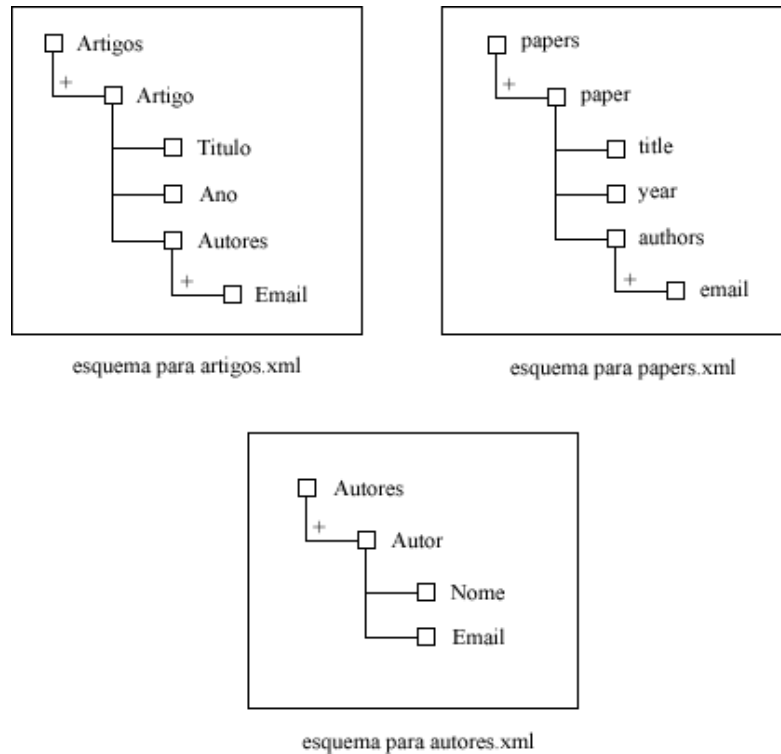 Artigos
+
Artigo
Titulo
Ano
Autores
+
Email
esquema para artigos.xml
papers
+
paper
title
year
authors
+
email
esquema para papers.xml
Autores
+
Autor
Nome
Email
esquema para autores.xml